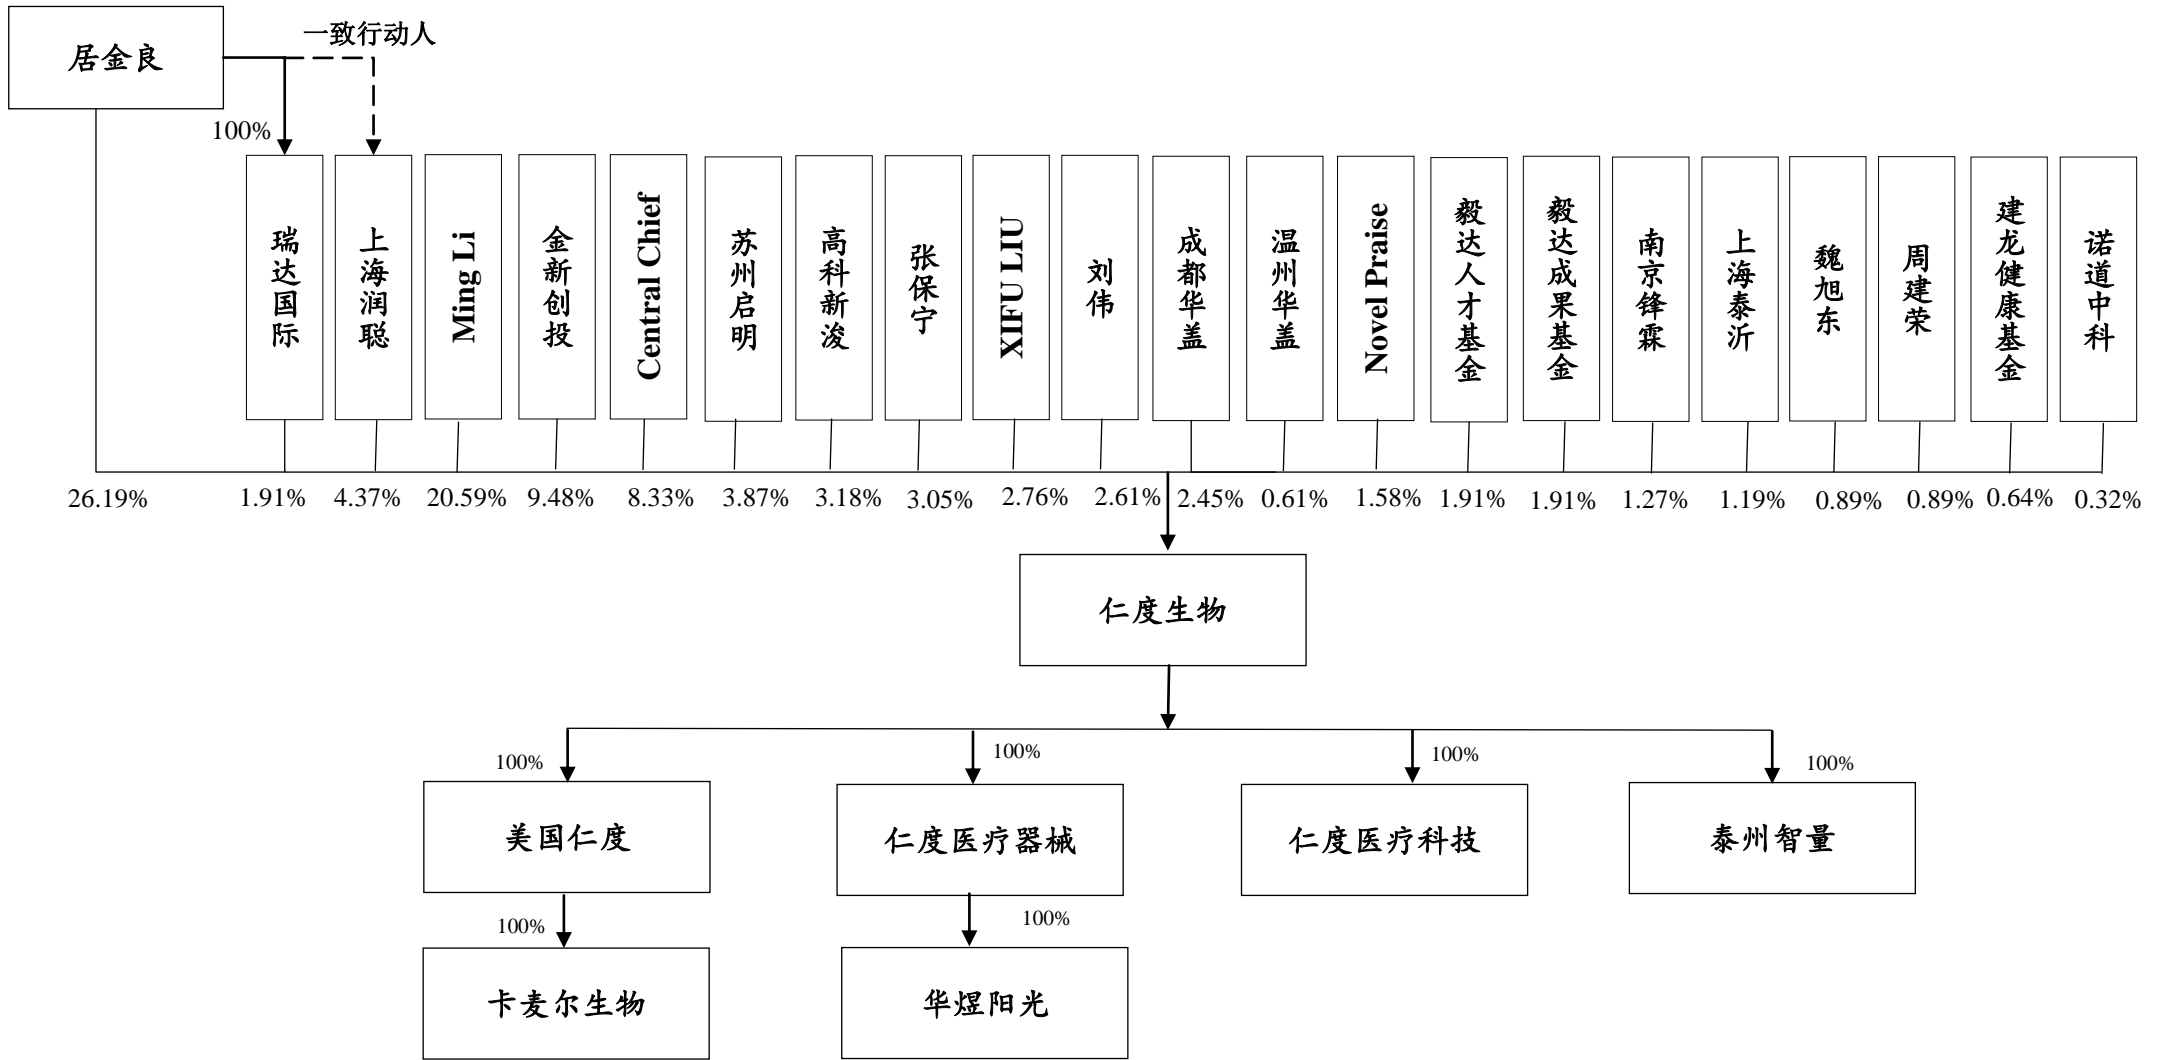 一致行动人
居金良
100%
瑞达国际
上海润聪
Ming Li
金新创投
Central Chief
苏州启明
高科新浚
张保宁
XIFU LIU
刘伟
成都华盖
温州华盖
Novel Praise
毅达人才基金
毅达成果基金
南京锋霖
上海泰沂
魏旭东
周建荣
建龙健康基金
诺道中科
26.19%
1.91%
4.37%
20.59%
9.48%
8.33%
3.87%
3.18%
3.05%
2.76%
2.61%
2.45%
0.61%
1.58%
1.91%
1.91%
1.27%
1.19%
0.89%
0.89%
0.64%
0.32%
仁度生物
100%
100%
100%
100%
美国仁度
仁度医疗器械
仁度医疗科技
泰州智量
100%
100%
卡麦尔生物
华煜阳光